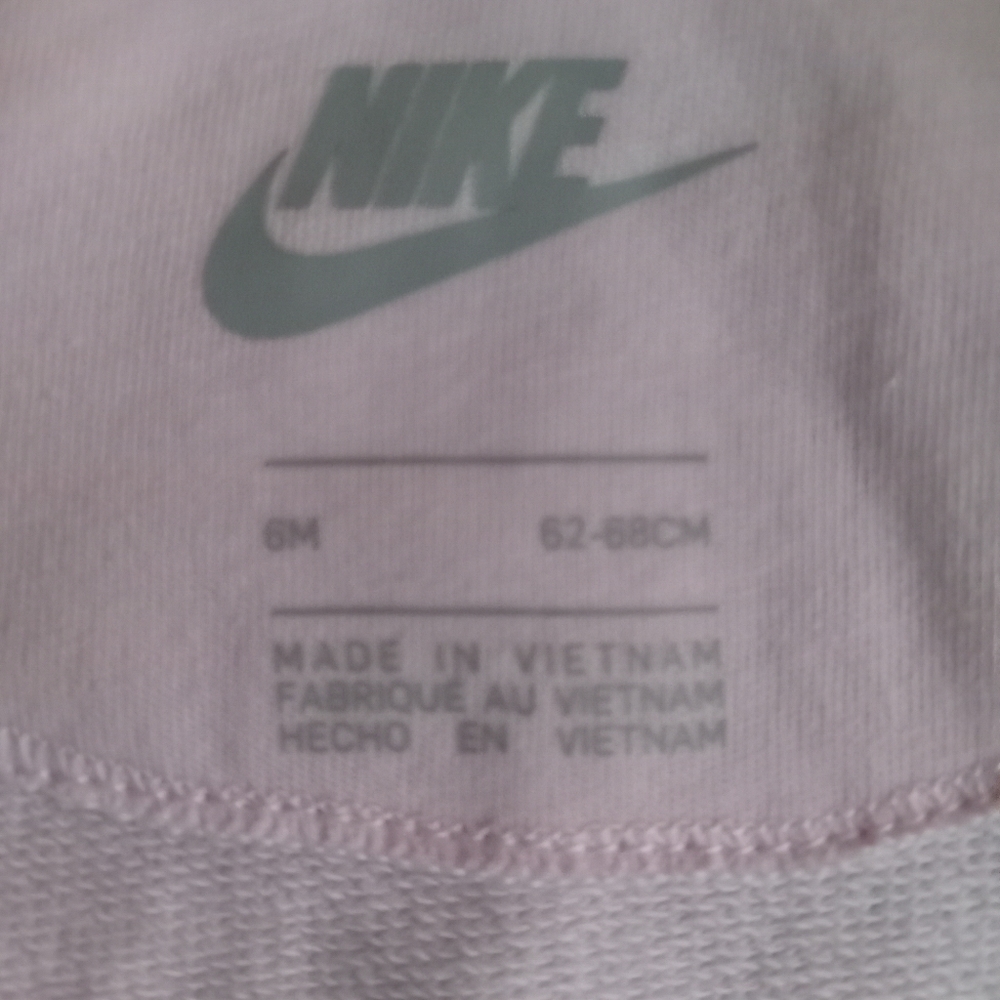 NIKE
6M 62-68CM
MADE IN VIETNAM
FABRIQUÉ AU VIETNAM
HECHO EN VIETNAM